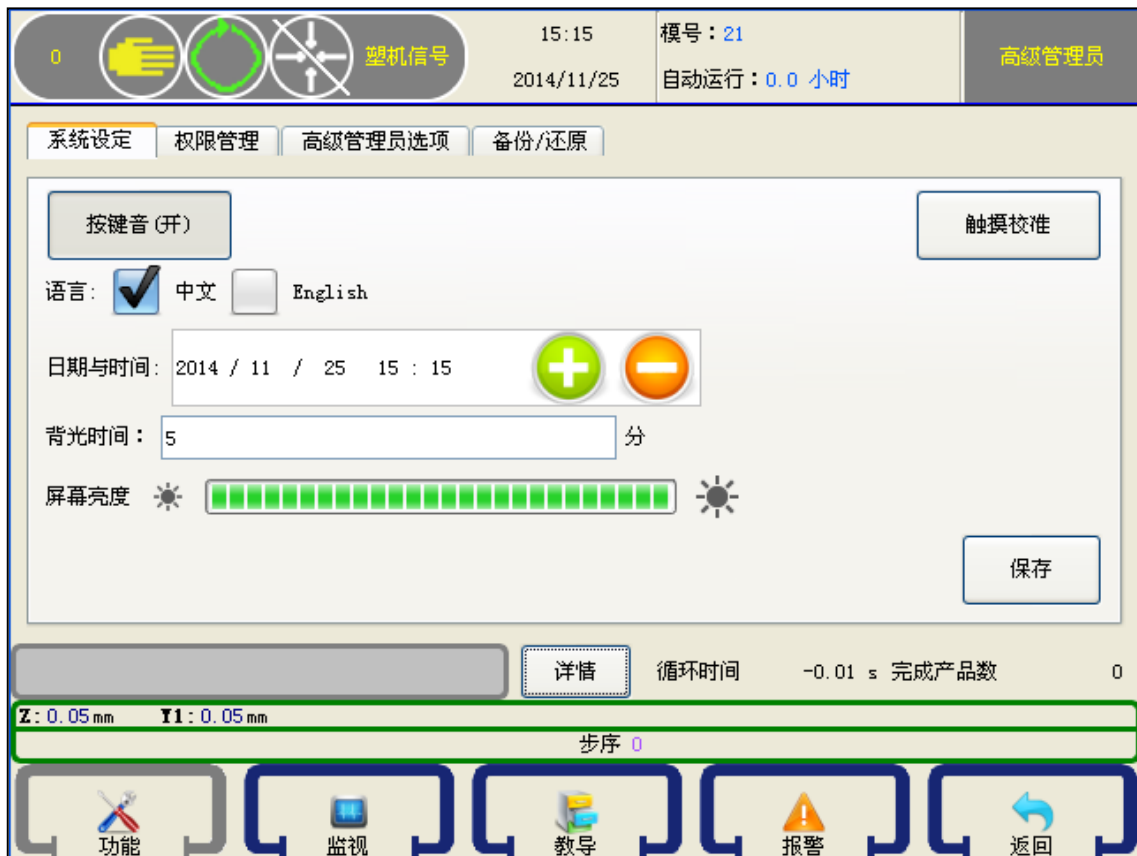 0 塑机信号 15:15 模号：21 高级管理员
2014/11/25 自动运行：0.0 小时
系统设定 权限管理 高级管理员选项 备份/还原
按键音(开) 触摸校准
语言: 中文 English
日期与时间: 2014 / 11 / 25 15 : 15
背光时间： 5 分
屏幕亮度
保存
详情 循环时间 -0.01 s 完成产品数 0
Z:0.05mm Y1:0.05mm
步序 0
功能 监视 教导 报警 返回